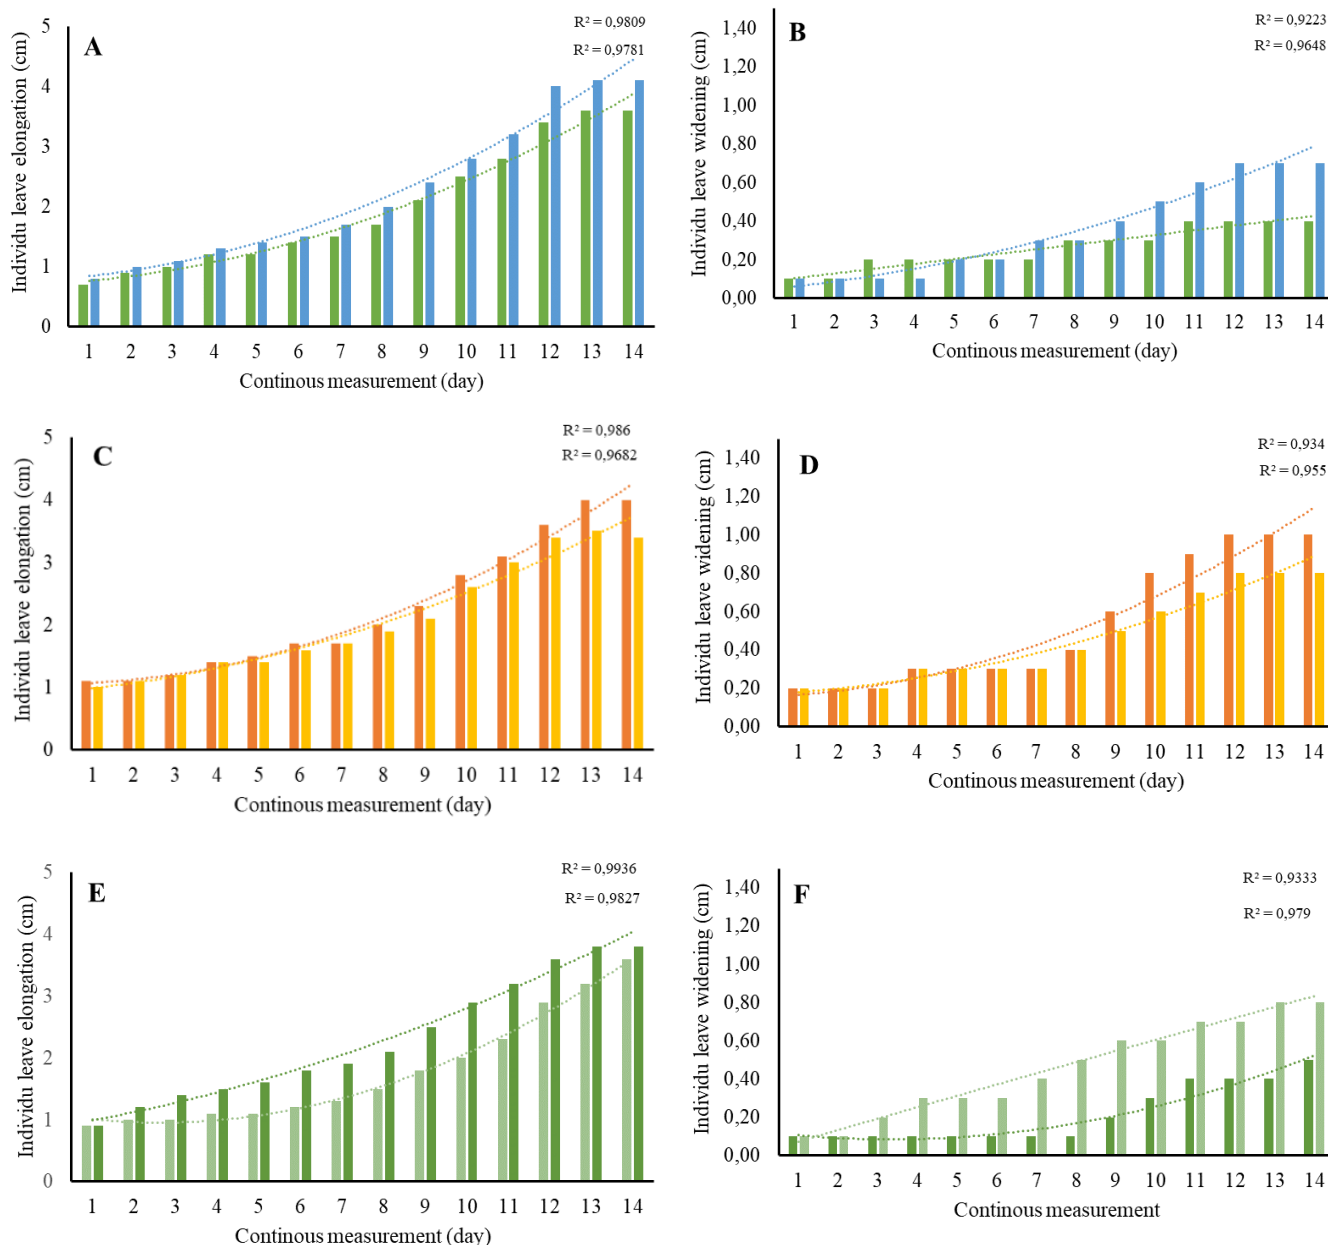 A
R² = 0,9809
R² = 0,9781
Individu leave elongation (cm)
5
4
3
2
1
0
1 2 3 4 5 6 7 8 9 10 11 12 13 14
Continous measurement (day)
B
R² = 0,9223
R² = 0,9648
Individu leave widening (cm)
1,40
1,20
1,00
0,80
0,60
0,40
0,20
0,00
1 2 3 4 5 6 7 8 9 10 11 12 13 14
Continous measurement (day)
C
R² = 0,986
R² = 0,9682
Individu leave elongation (cm)
5
4
3
2
1
0
1 2 3 4 5 6 7 8 9 10 11 12 13 14
Continous measurement (day)
D
R² = 0,934
R² = 0,955
Individu leave widening (cm)
1,40
1,20
1,00
0,80
0,60
0,40
0,20
0,00
1 2 3 4 5 6 7 8 9 10 11 12 13 14
Continous measurement (day)
E
R² = 0,9936
R² = 0,9827
Individu leave elongation (cm)
5
4
3
2
1
0
1 2 3 4 5 6 7 8 9 10 11 12 13 14
Continous measurement (day)
F
R² = 0,9333
R² = 0,979
Individu leave widening (cm)
1,40
1,20
1,00
0,80
0,60
0,40
0,20
0,00
1 2 3 4 5 6 7 8 9 10 11 12 13 14
Continous measurement